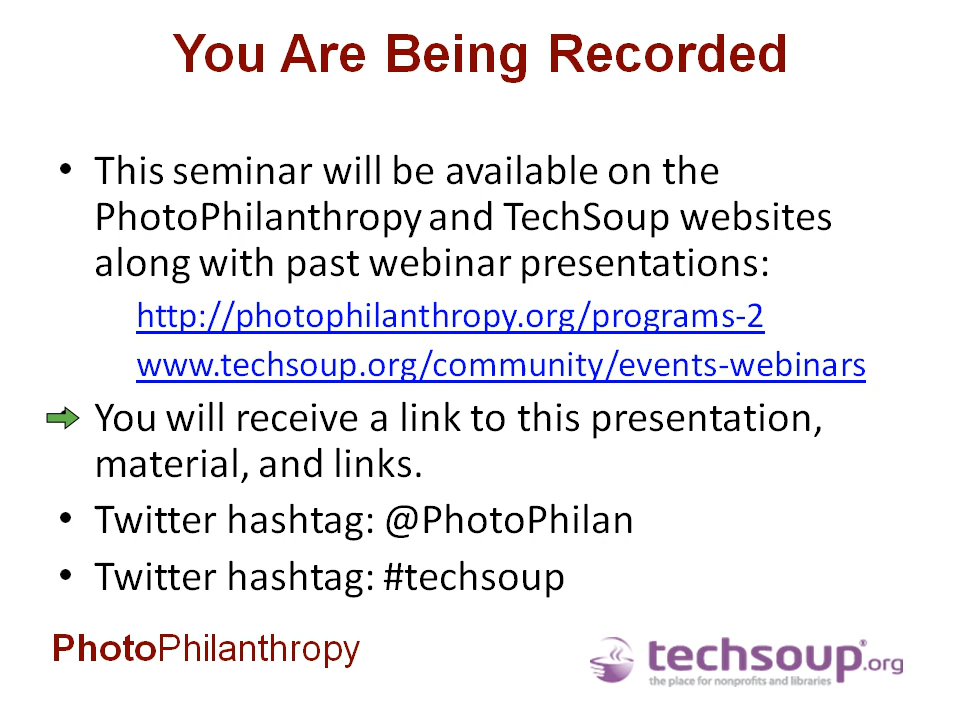 You Are Being Recorded
• This seminar will be available on the
PhotoPhilanthropy and TechSoup websites
along with past webinar presentations:
http://photophilanthropy.org/programs-2
www.techsoup.org/community/events-webinars
You will receive a link to this presentation,
material, and links.
• Twitter hashtag: @PhotoPhilan
• Twitter hashtag: #techsoup
PhotoPhilanthropy
techsoup®.org
the place for nonprofits and libraries